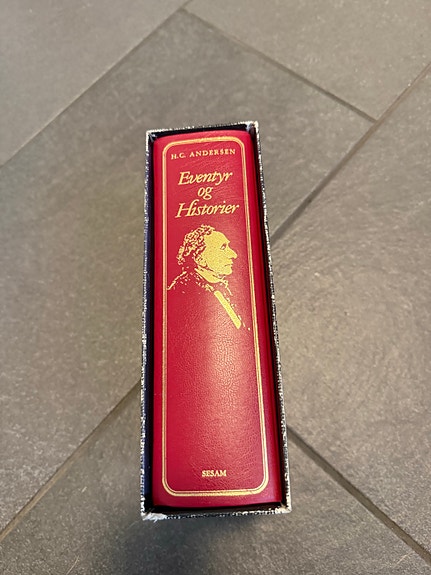 H.C. ANDERSEN
Eventyr
og
Historier
SESAM